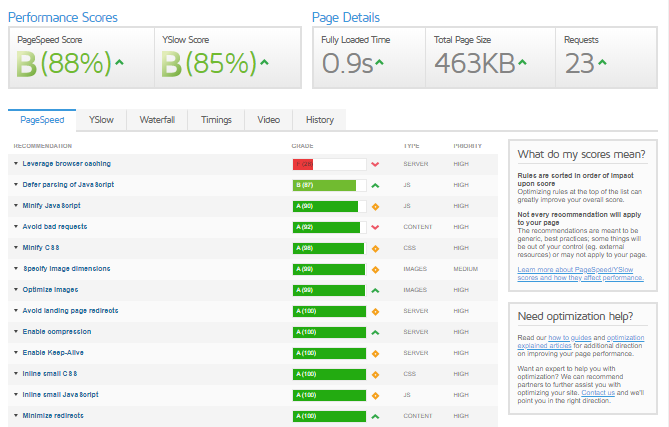 Performance Scores
Page Details
PageSpeed Score
B(88%)
YSlow Score
B(85%)
Fully Loaded Time
0.9s
Total Page Size
463KB
Requests
23
PageSpeed
YSlow
Waterfall
Timings
Video
History
RECOMMENDATION GRADE TYPE PRIORITY
Leverage browser caching SERVER HIGH
Defer parsing of JavaScript B (87) JS HIGH
Minify JavaScript A (90) JS HIGH
Avoid bad requests A (92) CONTENT HIGH
Minify CSS A (98) CSS HIGH
Specify image dimensions A (99) IMAGES MEDIUM
Optimize images A (99) IMAGES HIGH
Avoid landing page redirects A (100) SERVER HIGH
Enable compression A (100) SERVER HIGH
Enable Keep-Alive A (100) SERVER HIGH
Inline small CSS A (100) CSS HIGH
Inline small JavaScript A (100) JS HIGH
Minimize redirects A (100) CONTENT HIGH
What do my scores mean?
Rules are sorted in order of impact
upon score
Optimizing rules at the top of the list can
greatly improve your overall score.
Not every recommendation will apply
to your page
The recommendations are meant to be
generic, best practices; some things will
be out of your control (eg, external
resources) or may not apply to your page.
Learn more about PageSpeed/YSlow
scores and how they affect performance.
Need optimization help?
Read our how to guides and optimization
explained articles for additional direction
on improving your page performance.
Want an expert to help you with
optimization? We can recommend
partners to further assist you with
optimizing your site. Contact us and we'll
point you in the right direction.